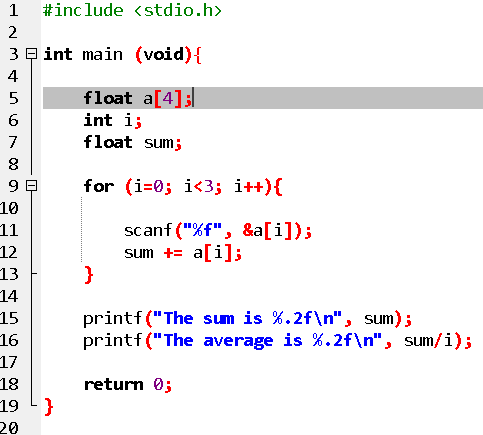 1 #include <stdio.h>
2
3 int main (void){
4
5     float a[4];
6     int i;
7     float sum;
8
9     for (i=0; i<3; i++){
10
11         scanf("%f", &a[i]);
12         sum += a[i];
13     }
14
15     printf("The sum is %.2f\n", sum);
16     printf("The average is %.2f\n", sum/i);
17
18     return 0;
19 }
20